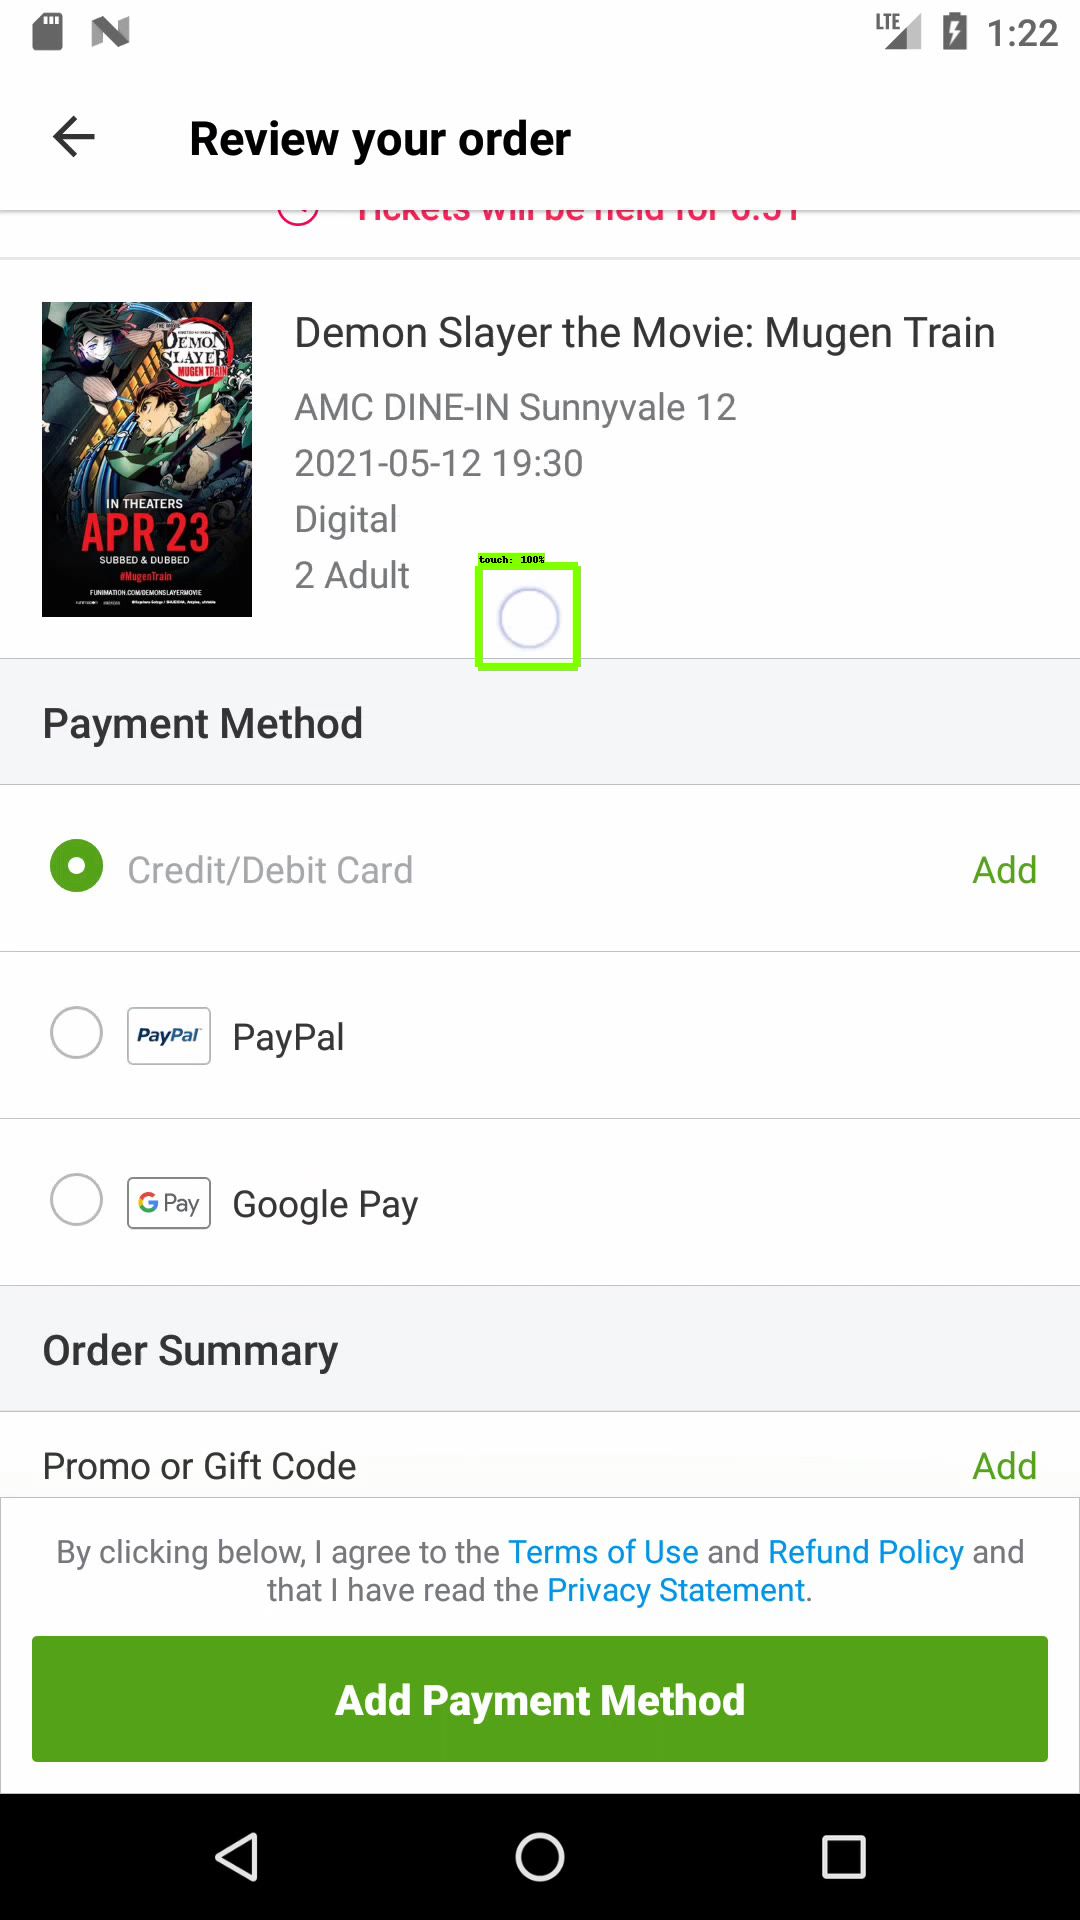 LTE 1:22
Review your order
Tickets will be held for 6:51
DEMON
SLAYER
MUGEN TRAIN
IN THEATERS
APR 23
SUBBED & DUBBED
#MugenTrain
FUNIMATION.COM/DEMONSLAYERMOVIE
Demon Slayer the Movie: Mugen Train
AMC DINE-IN Sunnyvale 12
2021-05-12 19:30
Digital
2 Adult
touch: 100%
Payment Method
Credit/Debit Card Add
PayPal PayPal
G Pay Google Pay
Order Summary
Promo or Gift Code Add
By clicking below, I agree to the Terms of Use and Refund Policy and
that I have read the Privacy Statement.
Add Payment Method